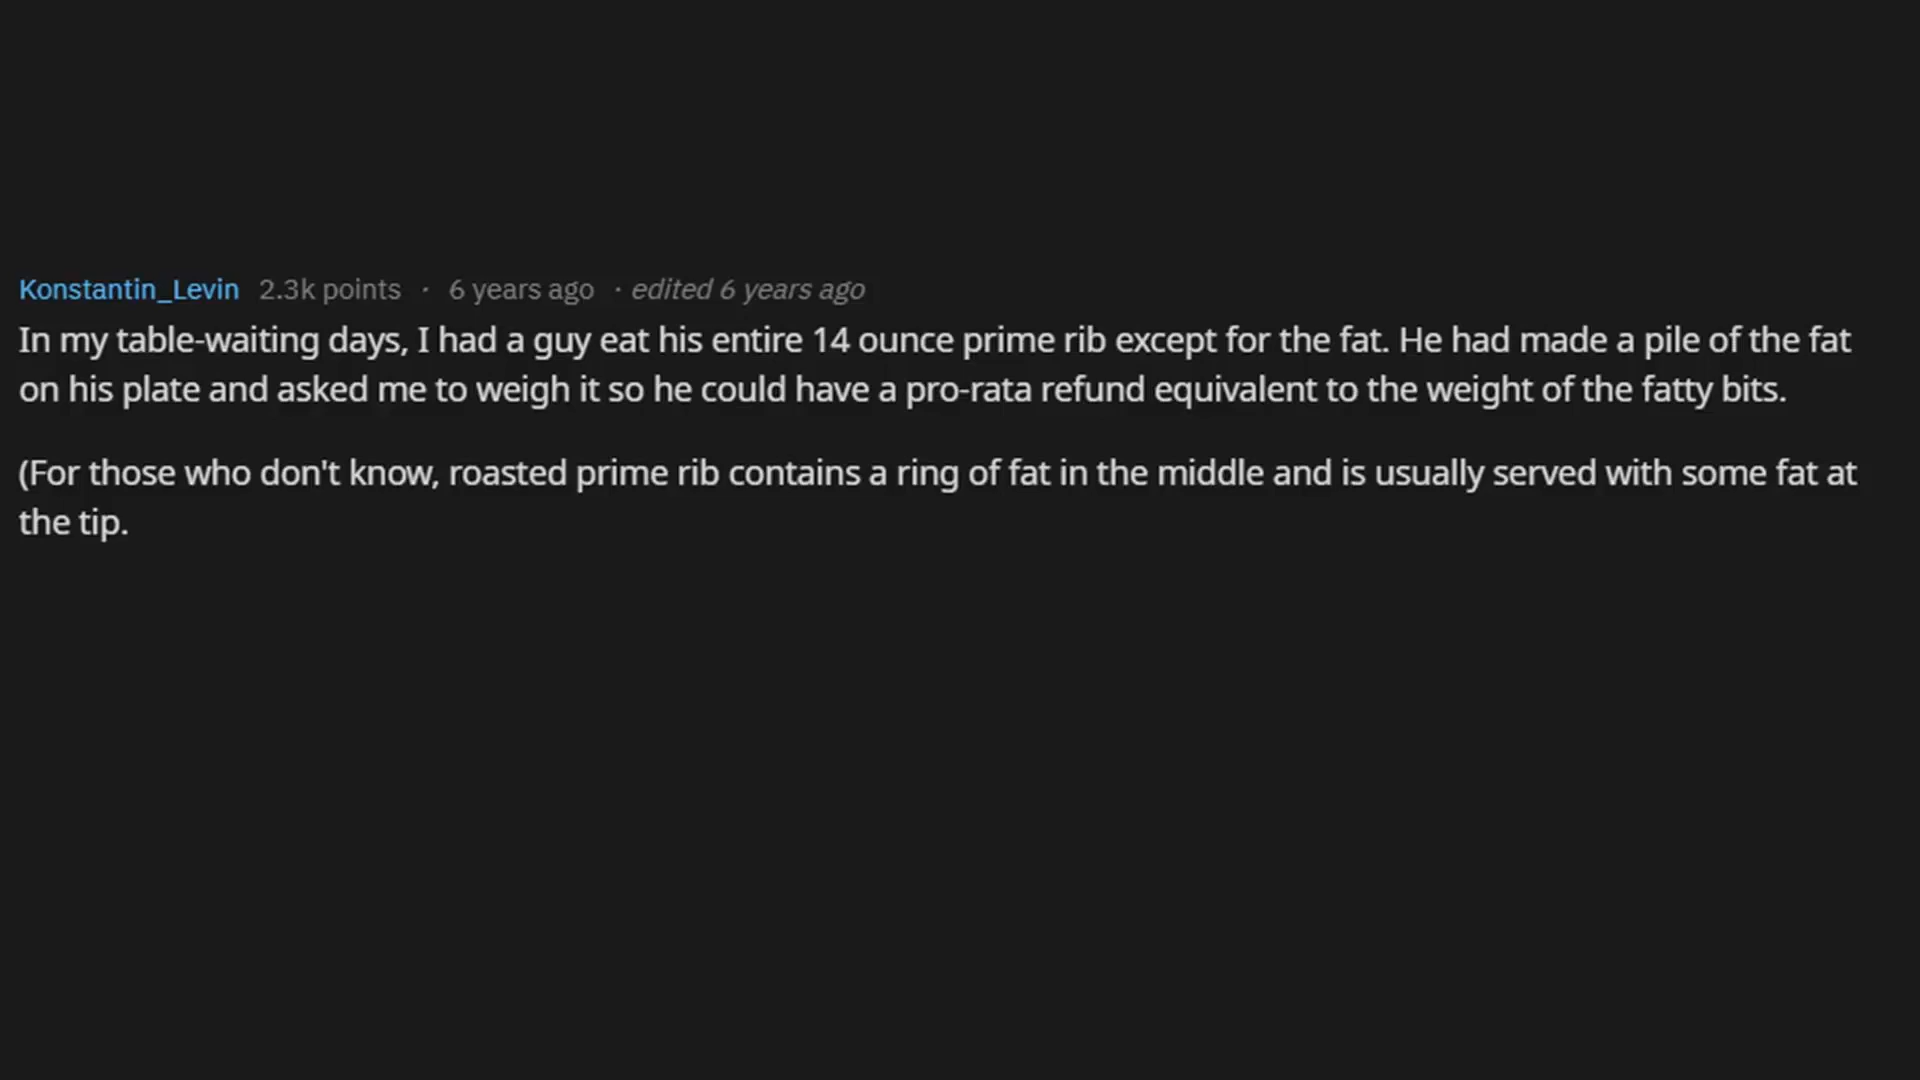 Konstantin_Levin 2.3k points · 6 years ago · edited 6 years ago
In my table-waiting days, I had a guy eat his entire 14 ounce prime rib except for the fat. He had made a pile of the fat
on his plate and asked me to weigh it so he could have a pro-rata refund equivalent to the weight of the fatty bits.
(For those who don't know, roasted prime rib contains a ring of fat in the middle and is usually served with some fat at
the tip.